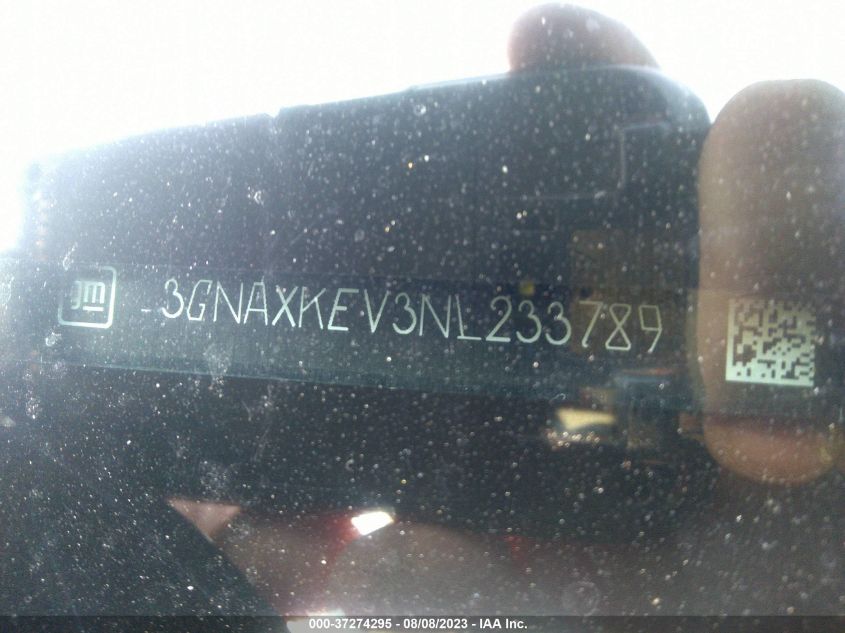 gm
3GNAXKEV3NL233789
000-37274295 - 08/08/2023 - IAA Inc.